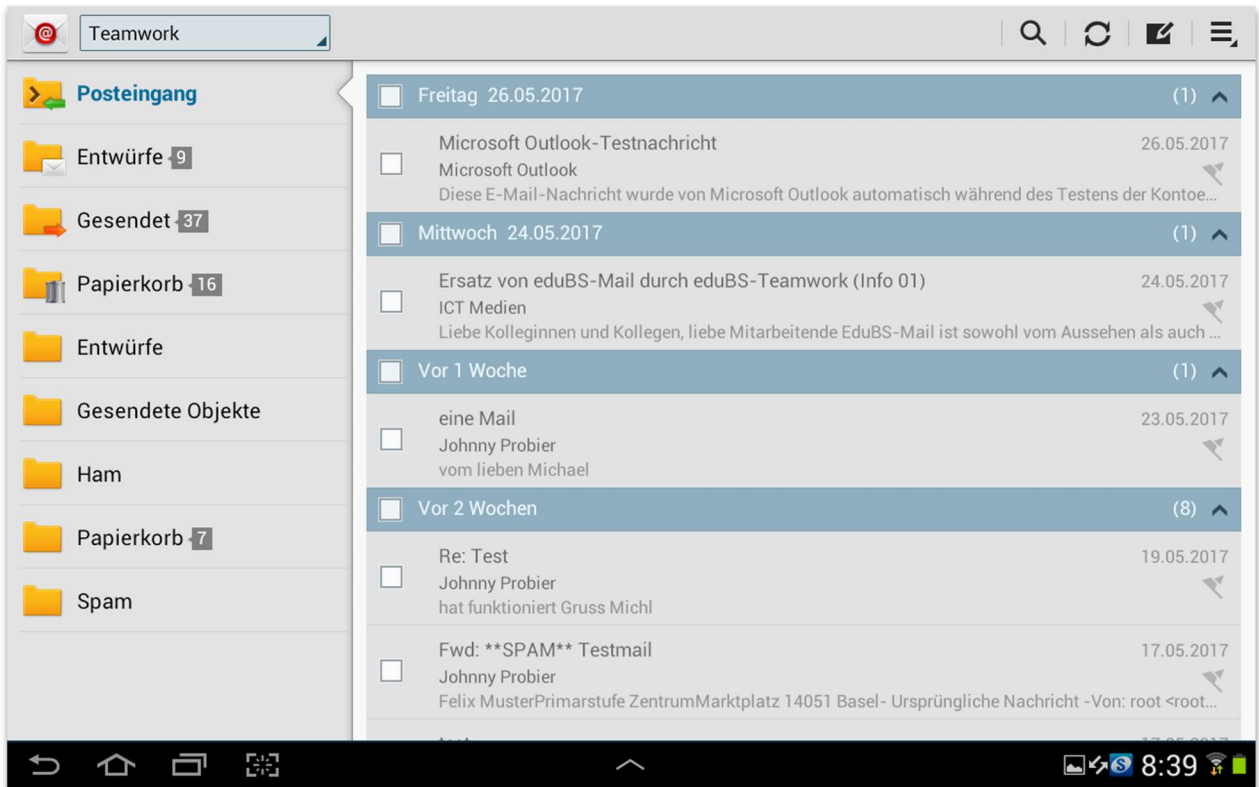 Teamwork
Posteingang
Entwürfe 9
Gesendet 37
Papierkorb 16
Entwürfe
Gesendete Objekte
Ham
Papierkorb 7
Spam
Freitag 26.05.2017 (1)
Microsoft Outlook-Testnachricht 26.05.2017
Microsoft Outlook
Diese E-Mail-Nachricht wurde von Microsoft Outlook automatisch während des Testens der Kontoe...
Mittwoch 24.05.2017 (1)
Ersatz von eduBS-Mail durch eduBS-Teamwork (Info 01) 24.05.2017
ICT Medien
Liebe Kolleginnen und Kollegen, liebe Mitarbeitende EduBS-Mail ist sowohl vom Aussehen als auch ...
Vor 1 Woche (1)
eine Mail 23.05.2017
Johnny Probier
vom lieben Michael
Vor 2 Wochen (8)
Re: Test 19.05.2017
Johnny Probier
hat funktioniert Gruss Michl
Fwd: **SPAM** Testmail 17.05.2017
Johnny Probier
Felix MusterPrimarstufe ZentrumMarktplatz 14051 Basel- Ursprüngliche Nachricht -Von: root <root...
8:39